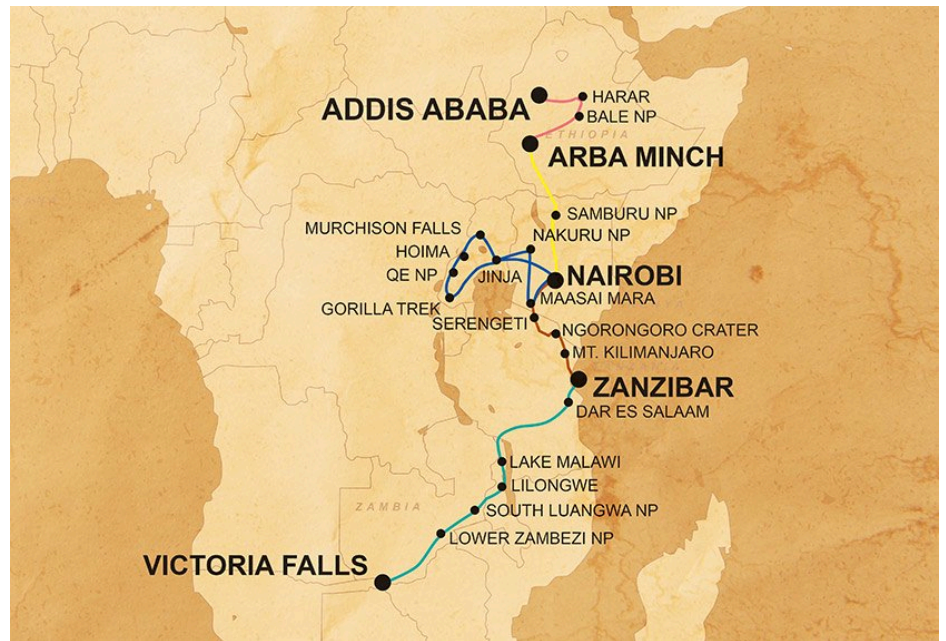 ADDIS ABABA
HARAR
BALE NP
ETHIOPIA
ARBA MINCH
SAMBURU NP
MURCHISON FALLS
NAKURU NP
HOIMA
QE NP
JINJA
NAIROBI
GORILLA TREK
MAASAI MARA
SERENGETI
NGORONGORO CRATER
MT. KILIMANJARO
ZANZIBAR
DAR ES SALAAM
LAKE MALAWI
LILONGWE
ZAMBIA
SOUTH LUANGWA NP
LOWER ZAMBEZI NP
VICTORIA FALLS